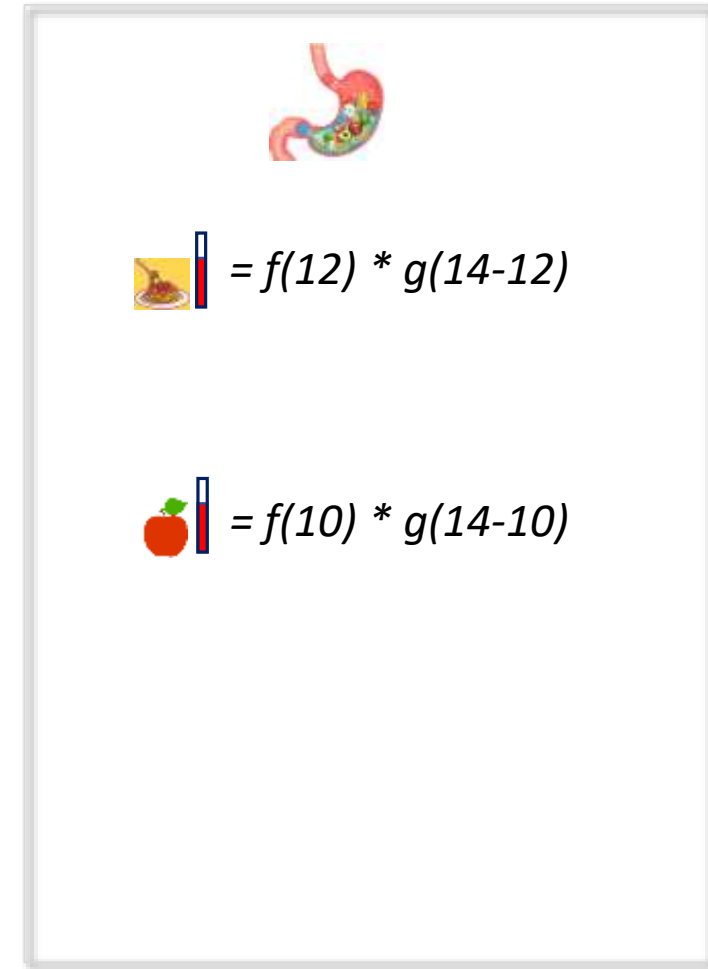 = f(12) * g(14-12)
= f(10) * g(14-10)